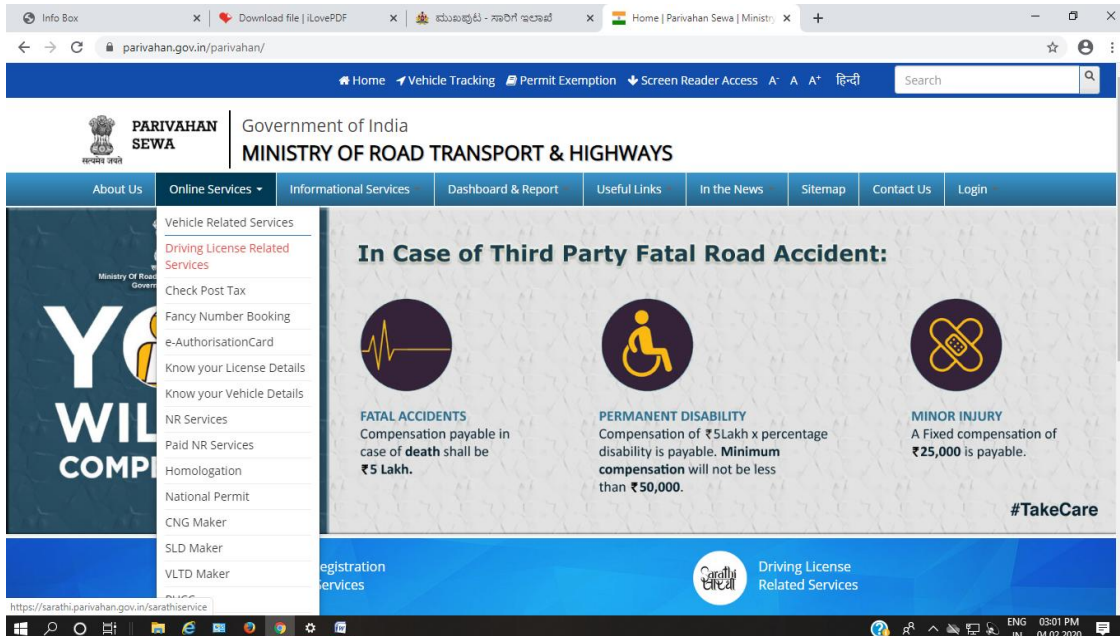 Info Box
Download file | iLovePDF
ಮುಖಪುಟ - ಸಾರಿಗೆ ಇಲಾಖೆ
Home | Parivahan Sewa | Ministry
parivahan.gov.in/parivahan/
Home Vehicle Tracking Permit Exemption Screen Reader Access A- A A+ हिन्दी Search
PARIVAHAN SEWA
सत्यमेव जयते
Government of India
MINISTRY OF ROAD TRANSPORT & HIGHWAYS
About Us Online Services Informational Services Dashboard & Report Useful Links In the News Sitemap Contact Us Login
Vehicle Related Services
Driving License Related
Services
Check Post Tax
Fancy Number Booking
e-AuthorisationCard
Know your License Details
Know your Vehicle Details
NR Services
Paid NR Services
Homologation
National Permit
CNG Maker
SLD Maker
VLTD Maker
Ministry Of Road
Govern
YO
WIL
COMP
In Case of Third Party Fatal Road Accident:
FATAL ACCIDENTS
Compensation payable in
case of death shall be
₹5 Lakh.
PERMANENT DISABILITY
Compensation of ₹5Lakh x percentage
disability is payable. Minimum
compensation will not be less
than ₹50,000.
MINOR INJURY
A Fixed compensation of
₹25,000 is payable.
#TakeCare
egistration
ervices
Sarathi
सारथी
Driving License
Related Services
https://sarathi.parivahan.gov.in/sarathiservice
ENG 03:01 PM
IN 04.02.2020